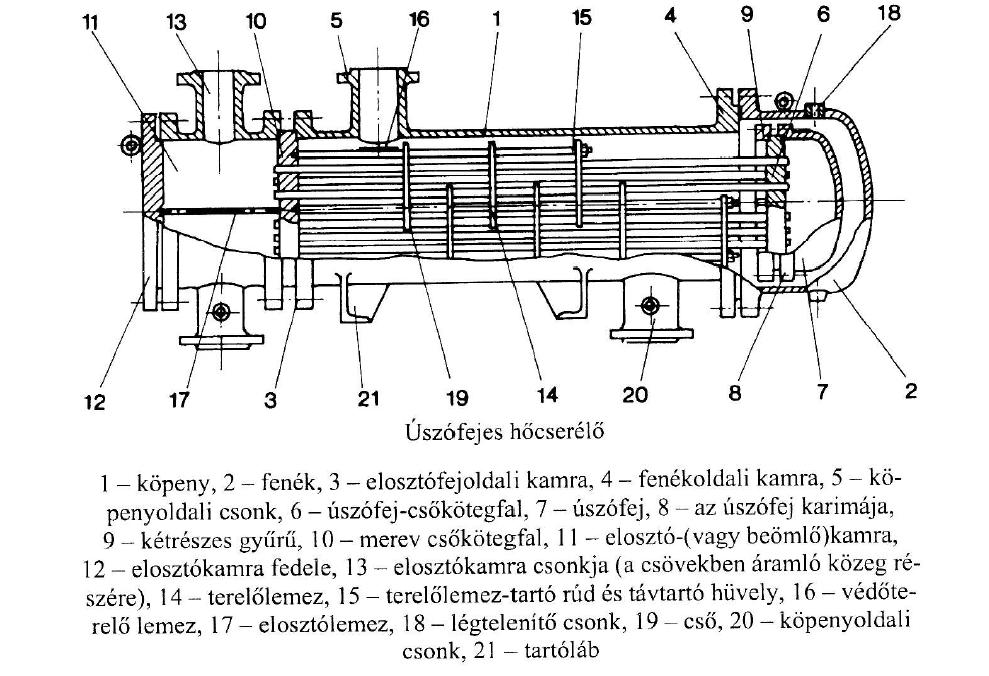 11 13 10 5 16 1 15 4 9 6 18
12 17 3 21 19 14 20 8 7 2
Úszófejes hőcserélő
1 – köpeny, 2 – fenék, 3 – elosztófejoldali kamra, 4 – fenékoldali kamra, 5 – kö-
penyoldali csonk, 6 – úszófej-csőkötegfal, 7 – úszófej, 8 – az úszófej karimája,
9 – kétrészes gyűrű, 10 – merev csőkötegfal, 11 – elosztó-(vagy beömlő)kamra,
12 – elosztókamra fedele, 13 – elosztókamra csonkja (a csövekben áramló közeg ré-
szére), 14 – terelőlemez, 15 – terelőlemez-tartó rúd és távtartó hüvely, 16 – védőte-
relő lemez, 17 – elosztólemez, 18 – légtelenítő csonk, 19 – cső, 20 – köpenyoldali
csonk, 21 – tartóláb